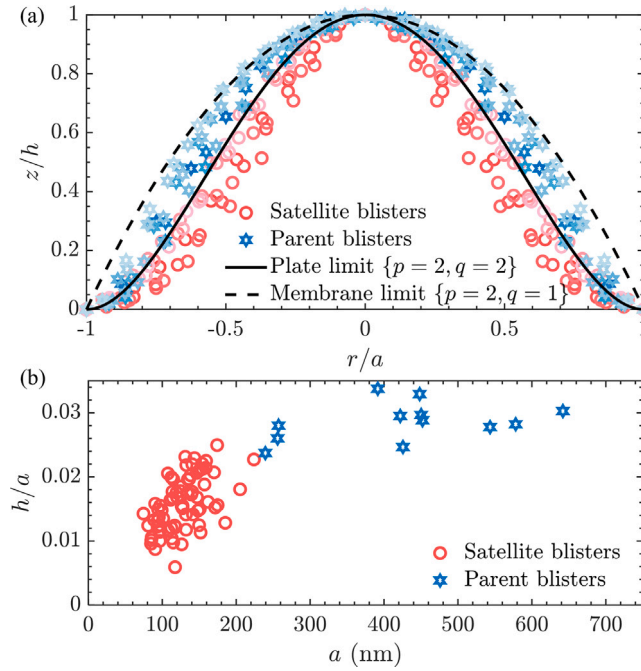 (a)
1
0.8
0.6
0.4
0.2
0
z/h
Satellite blisters
Parent blisters
Plate limit {p = 2, q = 2}
Membrane limit {p = 2, q = 1}
-1 -0.5 0 0.5
r/a
(b)
0.03
0.02
0.01
0
h/a
Satellite blisters
Parent blisters
0 100 200 300 400 500 600 700
a (nm)